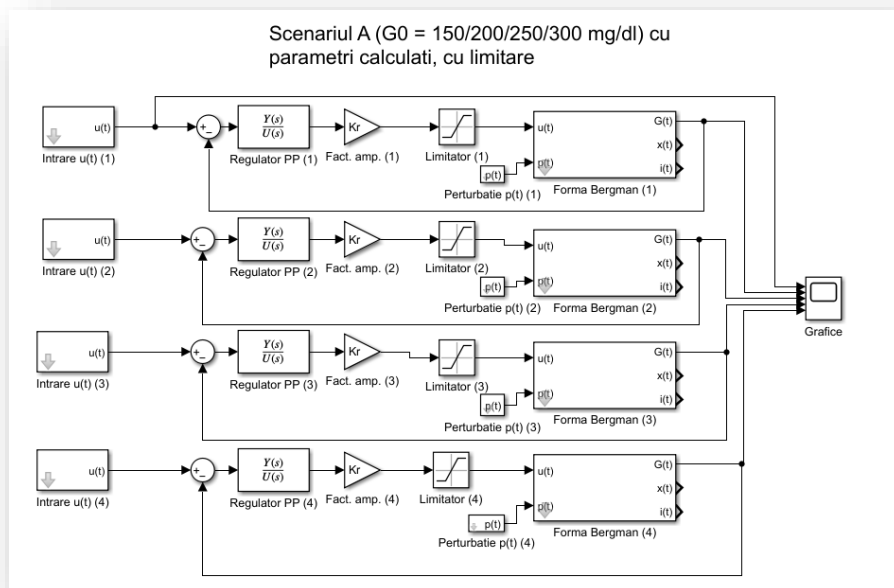 Scenariul A (G0 = 150/200/250/300 mg/dl) cu
parametri calculati, cu limitare
u(t)
Intrare u(t) (1)
+
_
Y(s)
U(s)
Regulator PP (1)
Kr
Fact. amp. (1)
Limitator (1)
p(t)
Perturbatie p(t) (1)
u(t)
p(t)
G(t)
x(t)
i(t)
Forma Bergman (1)
u(t)
Intrare u(t) (2)
+
_
Y(s)
U(s)
Regulator PP (2)
Kr
Fact. amp. (2)
Limitator (2)
p(t)
Perturbatie p(t) (2)
u(t)
p(t)
G(t)
x(t)
i(t)
Forma Bergman (2)
Grafice
u(t)
Intrare u(t) (3)
+
_
Y(s)
U(s)
Regulator PP (3)
Kr
Fact. amp. (3)
Limitator (3)
p(t)
Perturbatie p(t) (3)
u(t)
p(t)
G(t)
x(t)
i(t)
Forma Bergman (3)
u(t)
Intrare u(t) (4)
+
_
Y(s)
U(s)
Regulator PP (4)
Kr
Fact. amp. (4)
Limitator (4)
p(t)
Perturbatie p(t) (4)
u(t)
p(t)
G(t)
x(t)
i(t)
Forma Bergman (4)